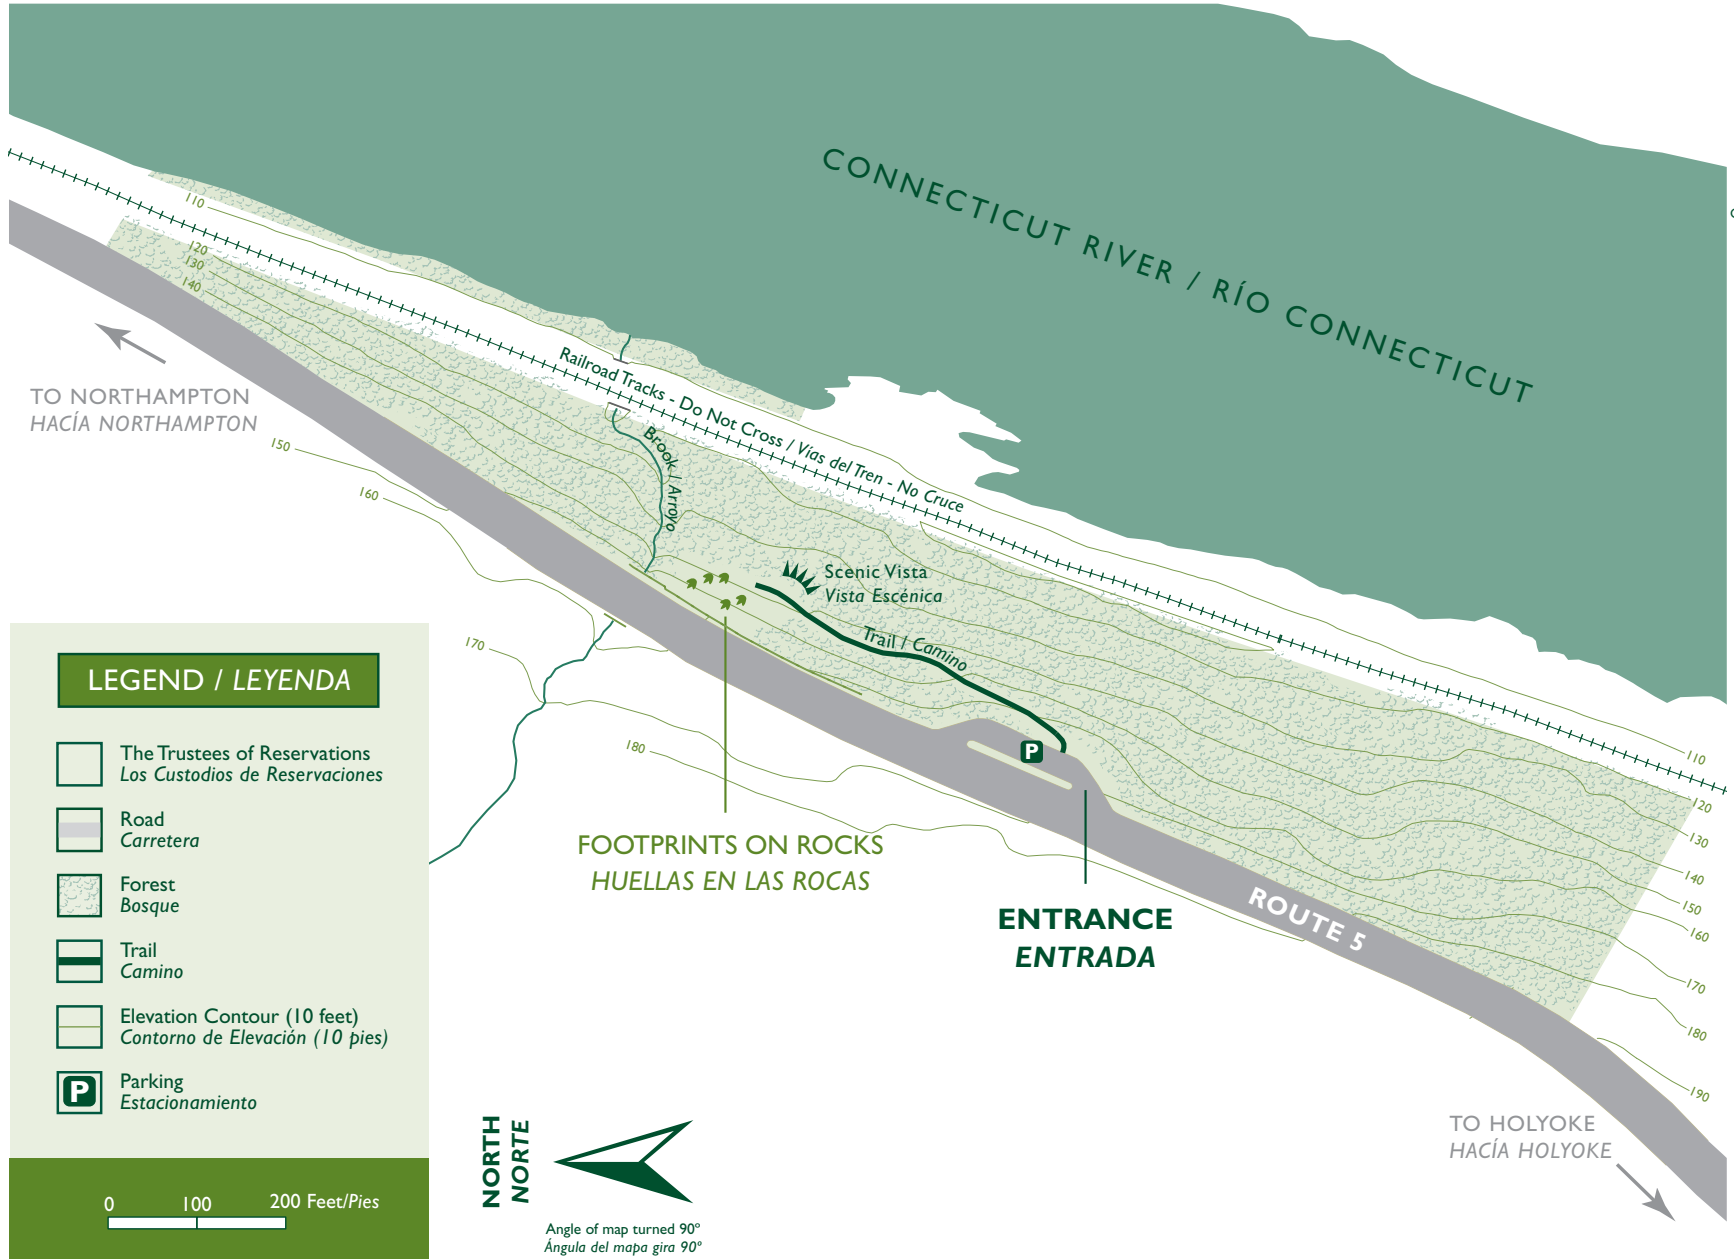 CONNECTICUT RIVER / RÍO CONNECTICUT
110
120
130
140
TO NORTHAMPTON
HACÍA NORTHAMPTON
150
160
170
180
Railroad Tracks - Do Not Cross / Vías del Tren - No Cruce
Brook / Arroyo
Scenic Vista
Vista Escénica
Trail / Camino
P
FOOTPRINTS ON ROCKS
HUELLAS EN LAS ROCAS
ENTRANCE
ENTRADA
ROUTE 5
110
120
130
140
150
160
170
180
190
TO HOLYOKE
HACÍA HOLYOKE
LEGEND / LEYENDA
The Trustees of Reservations
Los Custodios de Reservaciones
Road
Carretera
Forest
Bosque
Trail
Camino
Elevation Contour (10 feet)
Contorno de Elevación (10 pies)
P
Parking
Estacionamiento
0 100 200 Feet/Pies
NORTH
NORTE
Angle of map turned 90°
Ángula del mapa gira 90°